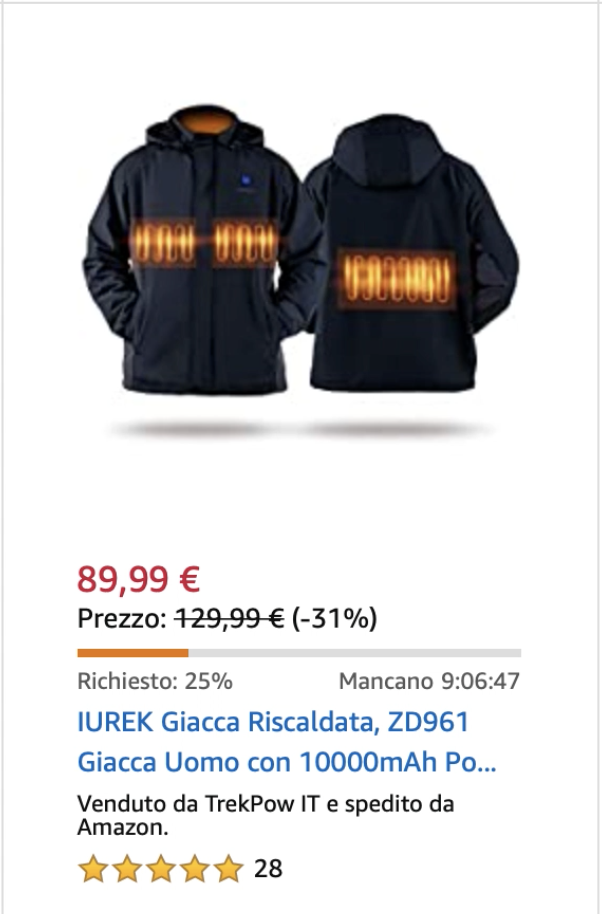 89,99 €
Prezzo: 129,99 € (-31%)
Richiesto: 25%
Mancano 9:06:47
IUREK Giacca Riscaldata, ZD961
Giacca Uomo con 10000mAh Po...
Venduto da TrekPow IT e spedito da
Amazon.
28